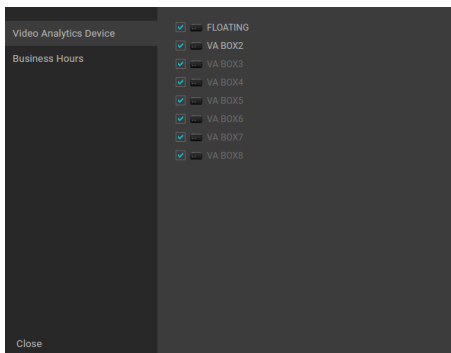 Video Analytics Device
Business Hours
FLOATING
VA BOX2
VA BOX3
VA BOX4
VA BOX5
VA BOX6
VA BOX7
VA BOX8
Close